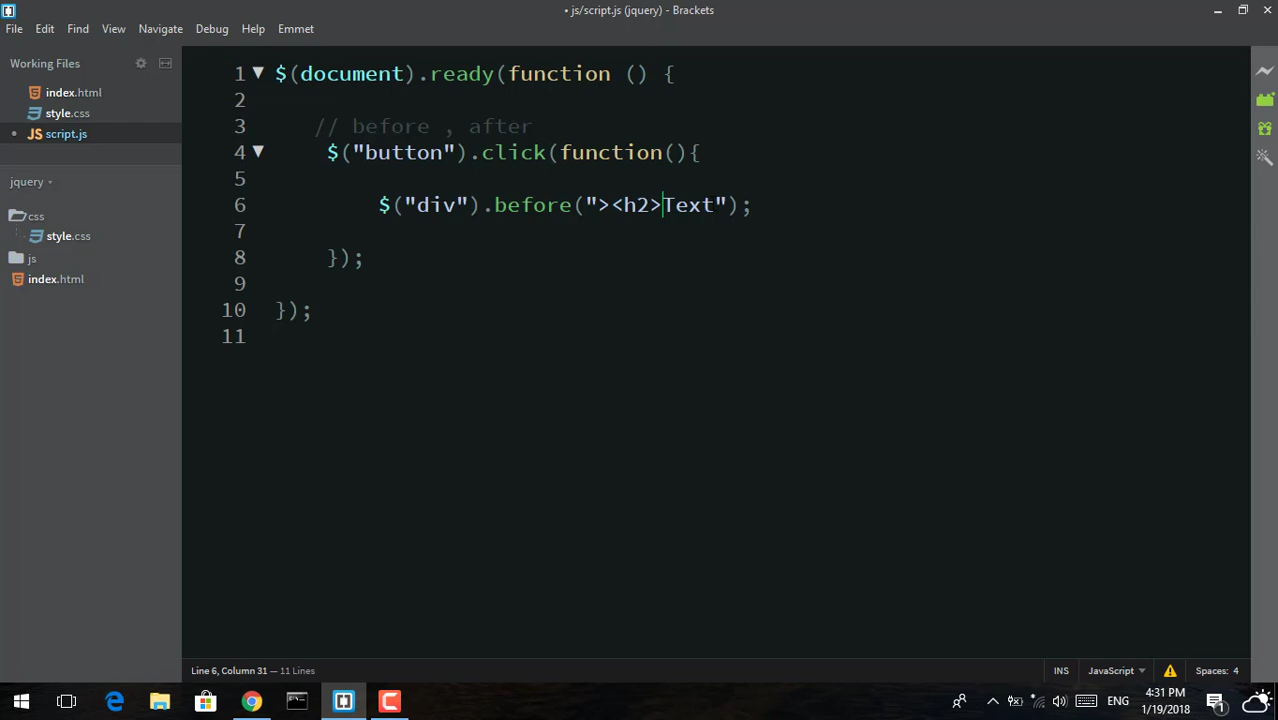 • js/script.js (jquery) - Brackets
File Edit Find View Navigate Debug Help Emmet
Working Files
index.html
style.css
• JS script.js
jquery
css
style.css
js
index.html
1 $(document).ready(function () {
2
3 // before , after
4 $("button").click(function(){
5
6 $("div").before("><h2>Text");
7
8 });
9
10 });
11
Line 6, Column 31 — 11 Lines
INS JavaScript Spaces: 4
ENG
4:31 PM
1/19/2018
1